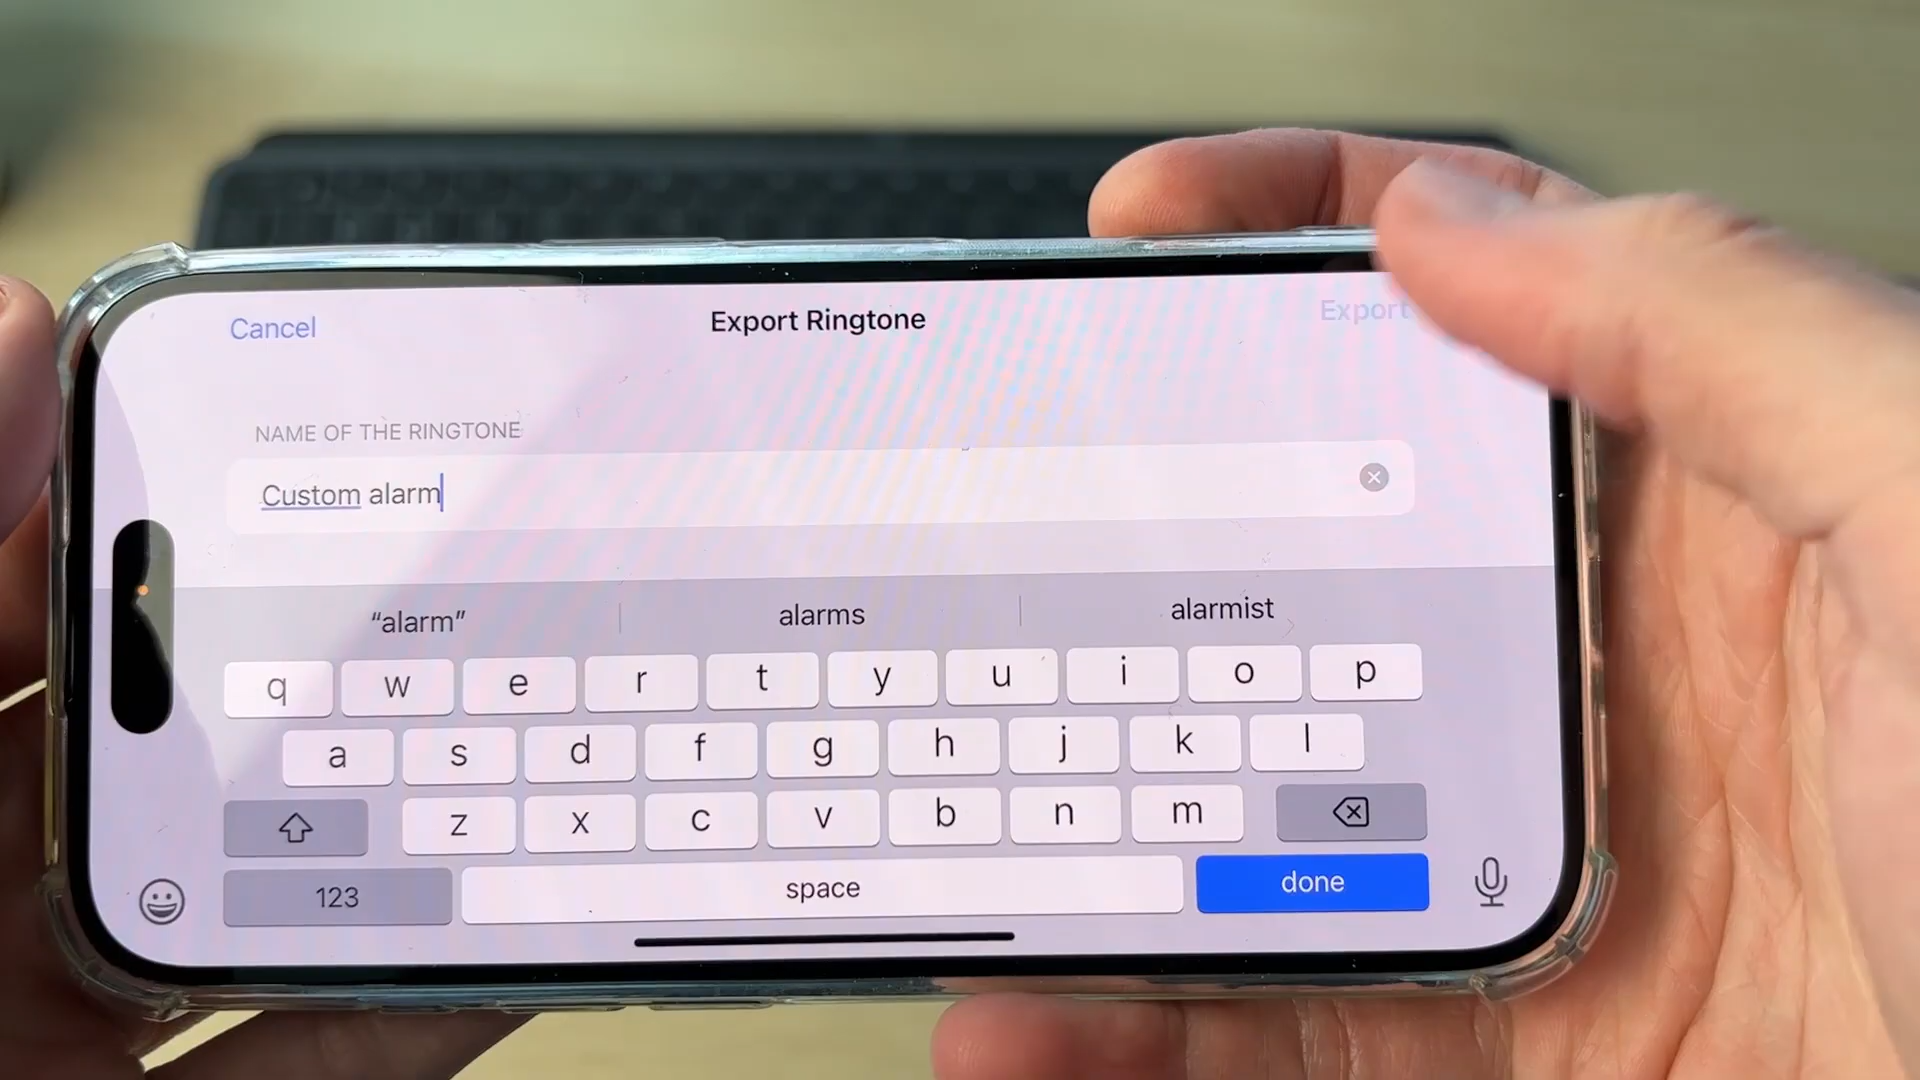 Cancel Export Ringtone Export
NAME OF THE RINGTONE
Custom alarm
“alarm” alarms alarmist
q w e r t y u i o p
a s d f g h j k l
z x c v b n m
123 space done